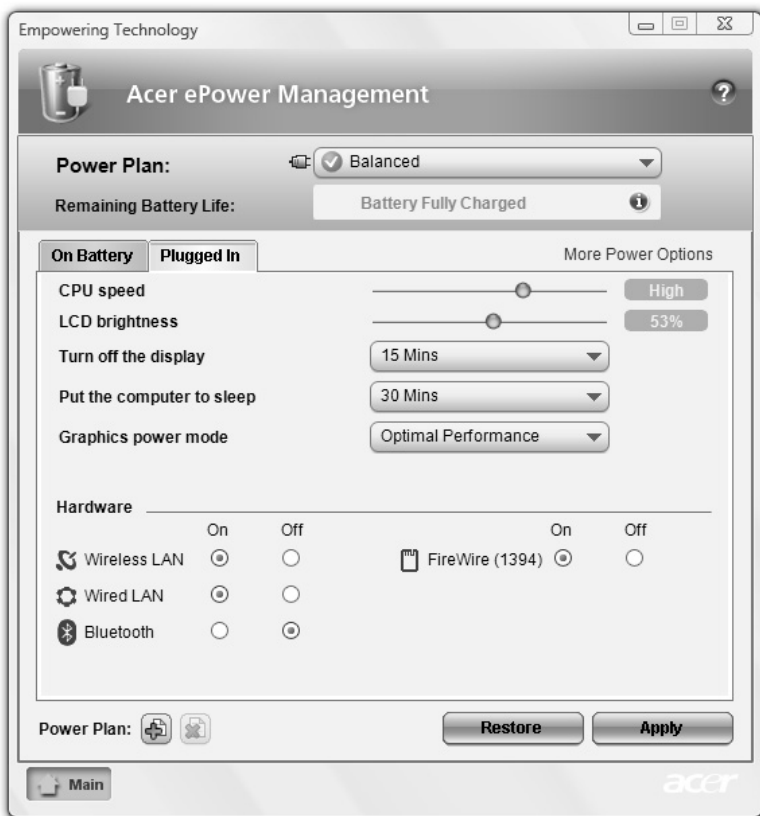 Empowering Technology
Acer ePower Management
?
Power Plan: Balanced
Remaining Battery Life: Battery Fully Charged
On Battery Plugged In More Power Options
CPU speed High
LCD brightness 53%
Turn off the display 15 Mins
Put the computer to sleep 30 Mins
Graphics power mode Optimal Performance
Hardware
On Off On Off
Wireless LAN FireWire (1394)
Wired LAN
Bluetooth
Power Plan: Restore Apply
Main acer